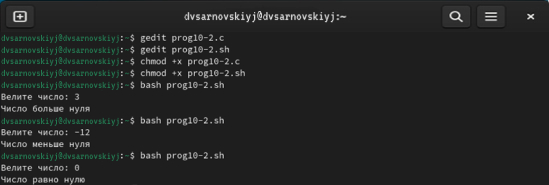 dvsarnovskiyj@dvsarnovskiyj:~
dvsarnovskiyj@dvsarnovskiyj:~$ gedit prog10-2.c
dvsarnovskiyj@dvsarnovskiyj:~$ gedit prog10-2.sh
dvsarnovskiyj@dvsarnovskiyj:~$ chmod +x prog10-2.c
dvsarnovskiyj@dvsarnovskiyj:~$ chmod +x prog10-2.sh
dvsarnovskiyj@dvsarnovskiyj:~$ bash prog10-2.sh
Велите число: 3
Число больше нуля
dvsarnovskiyj@dvsarnovskiyj:~$ bash prog10-2.sh
Велите число: -12
Число меньше нуля
dvsarnovskiyj@dvsarnovskiyj:~$ bash prog10-2.sh
Велите число: 0
Число равно нулю